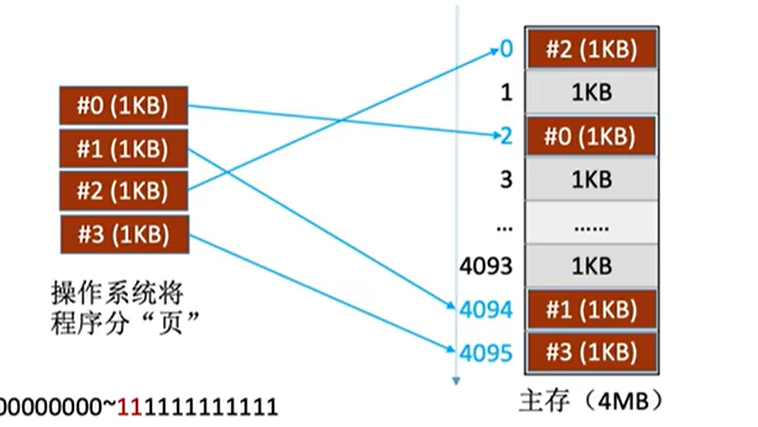 #0 (1KB)
#1 (1KB)
#2 (1KB)
#3 (1KB)
操作系统将
程序分“页”
00000000~111111111111
0 #2 (1KB)
1 1KB
2 #0 (1KB)
3 1KB
... ......
4093 1KB
4094 #1 (1KB)
4095 #3 (1KB)
主存（4MB）